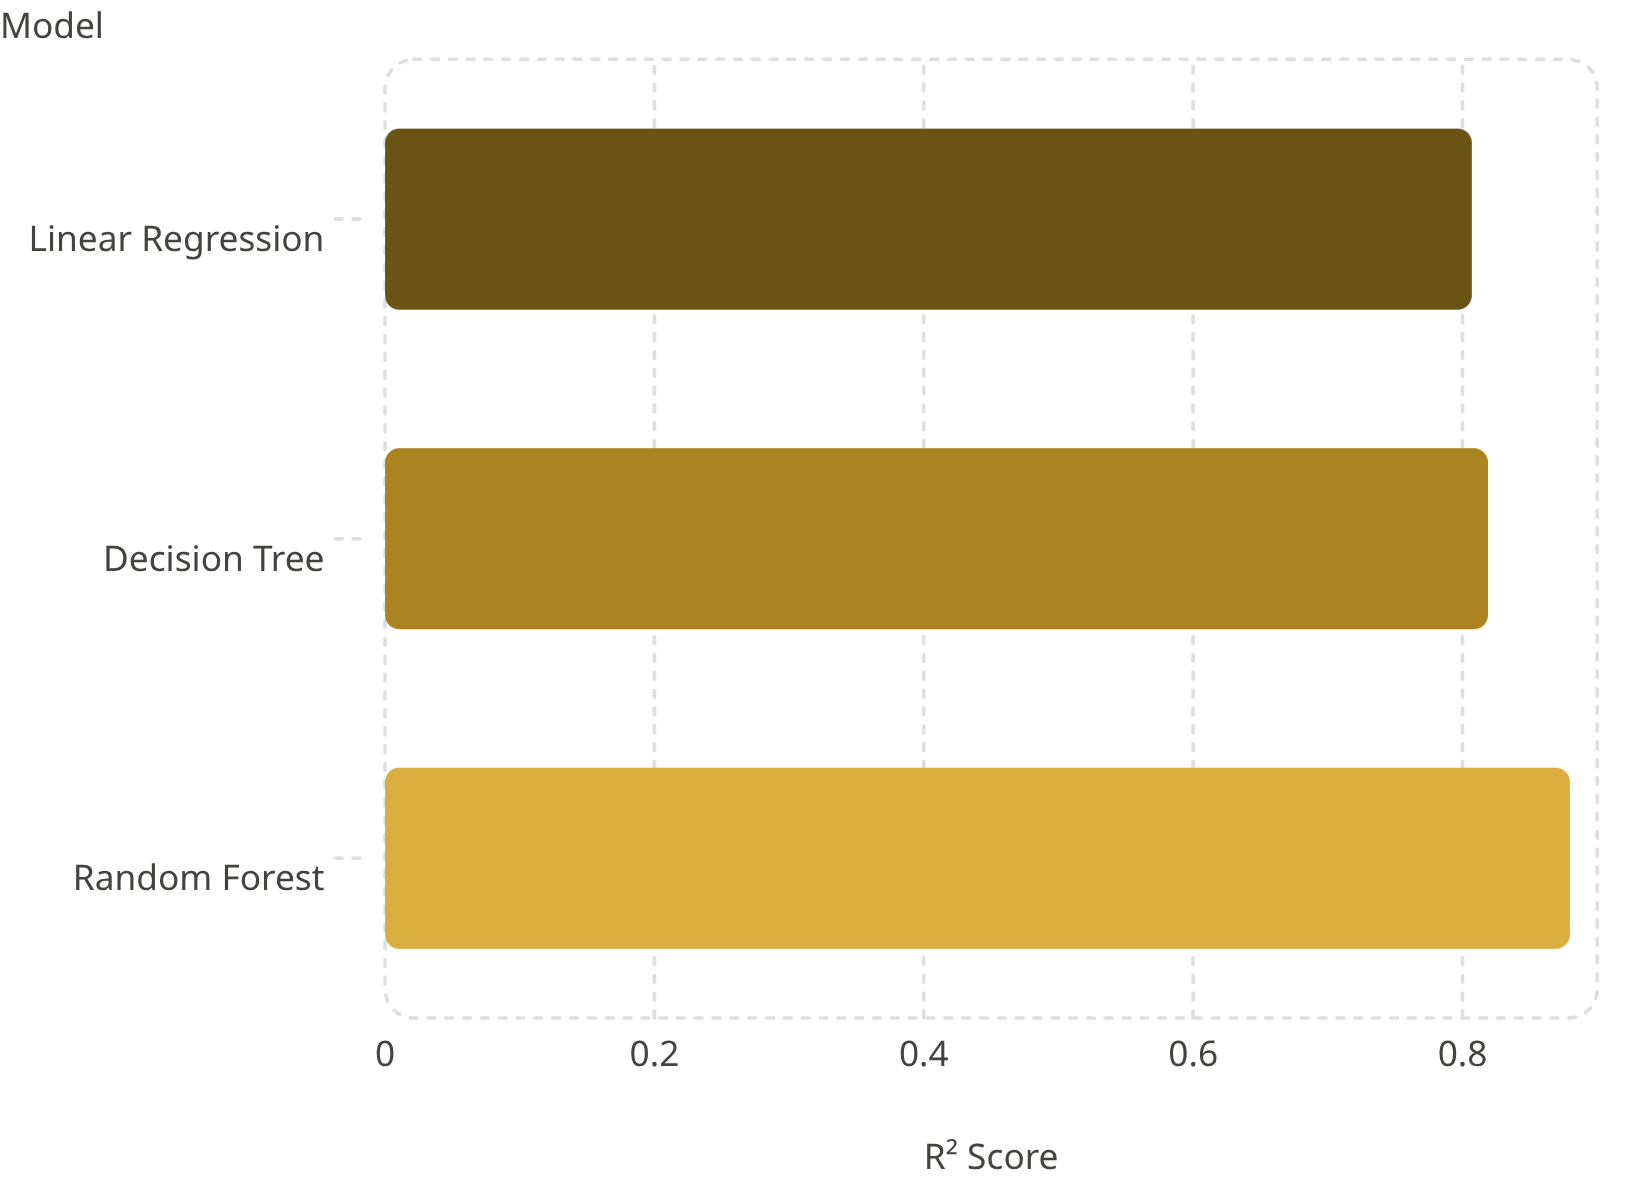 Model
Linear Regression
Decision Tree
Random Forest
0 0.2 0.4 0.6 0.8
R² Score